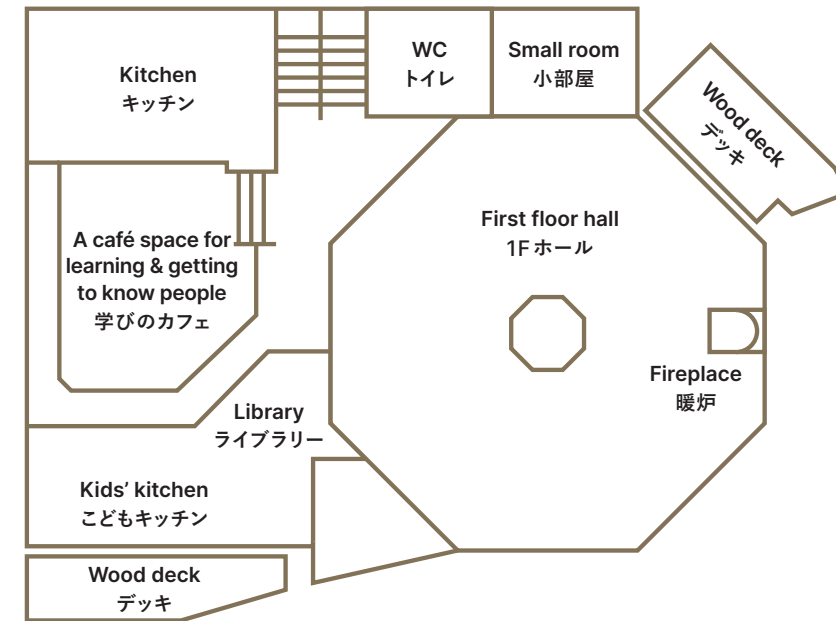 Kitchen
キッチン
WC
トイレ
Small room
小部屋
Wood deck
デッキ
First floor hall
1Fホール
A café space for
learning & getting
to know people
学びのカフェ
Fireplace
暖炉
Library
ライブラリー
Kids’ kitchen
こどもキッチン
Wood deck
デッキ